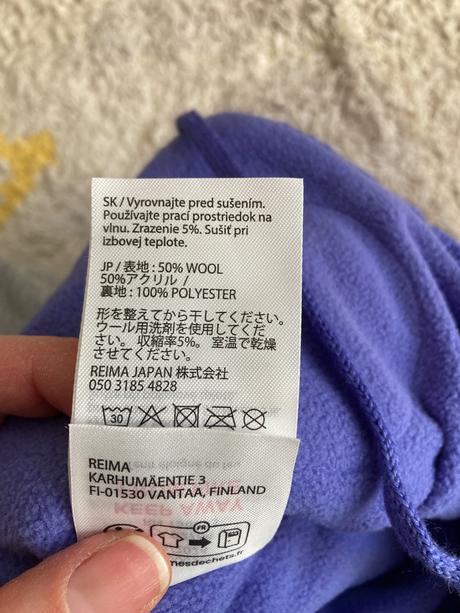 SK / Vyrovnajte pred sušením.
Používajte prací prostriedok na
vlnu. Zrazenie 5%. Sušiť pri
izbovej teplote.
JP / 表地 : 50% WOOL
50%アクリル /
裏地 : 100% POLYESTER
形を整えてから干してください。
ウール用洗剤を使用してくだ
さい。 収縮率5%。 室温で乾燥
させてください。
REIMA JAPAN 株式会社
050 3185 4828
30
REIMA
KARHUMÄENTIE 3
FI-01530 VANTAA, FINLAND
KEEP AWAY
FR
mesdechets.fr